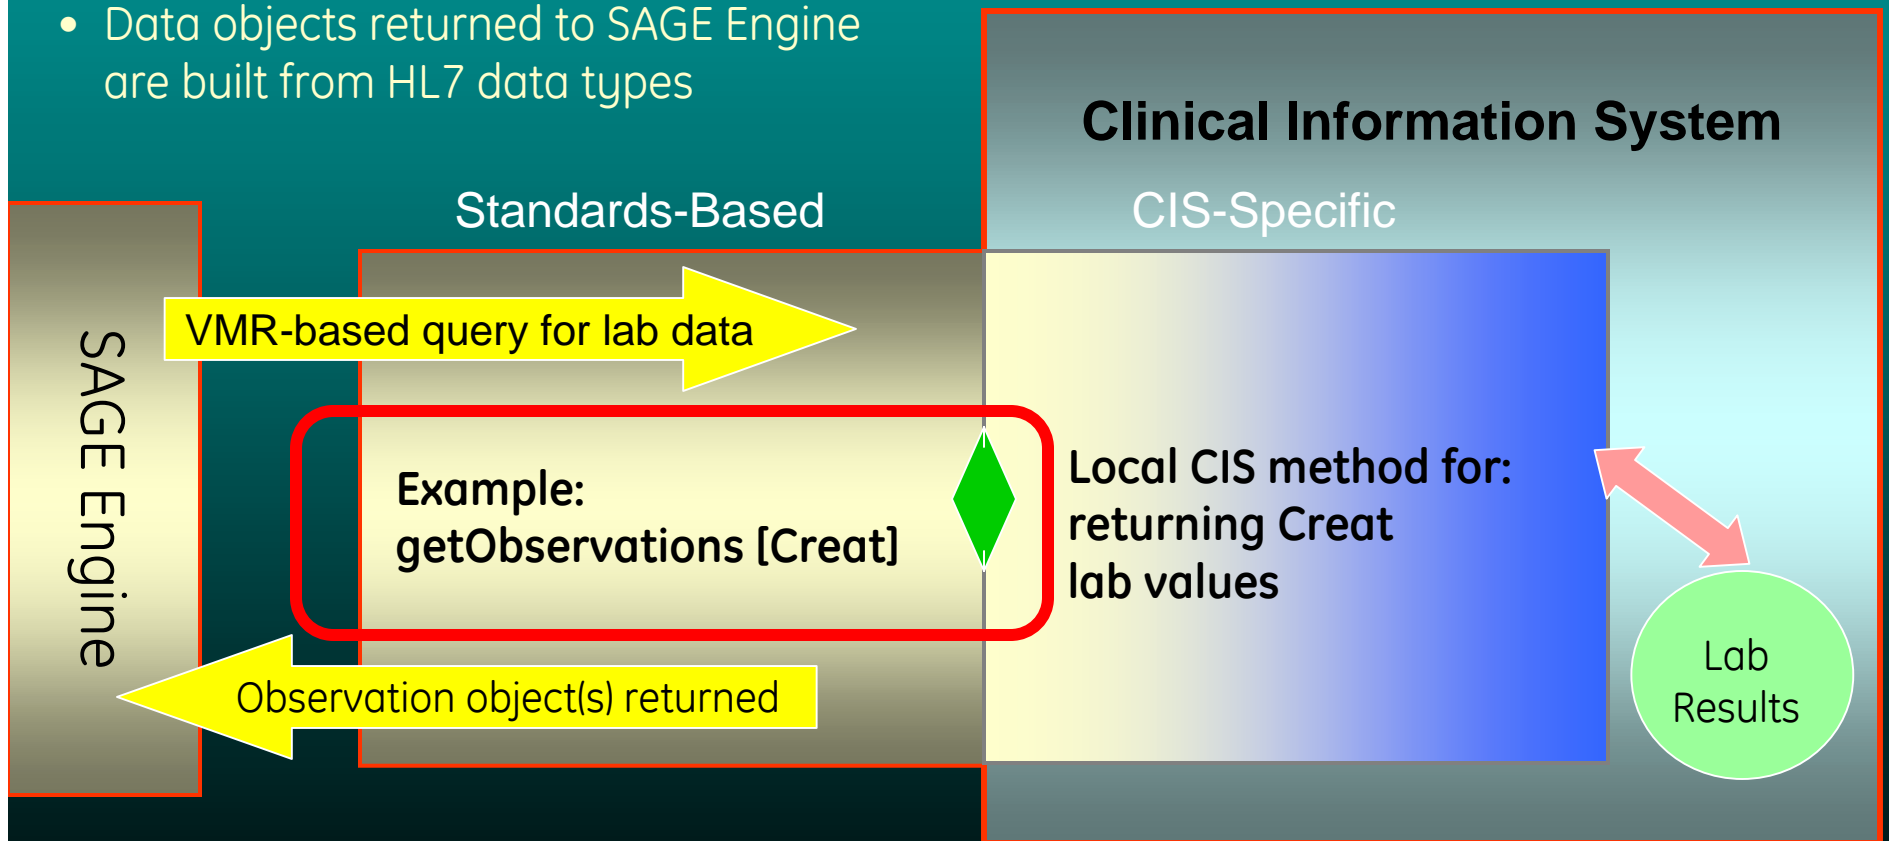 • Data objects returned to SAGE Engine
are built from HL7 data types
Clinical Information System
Standards-Based
CIS-Specific
SAGE Engine
VMR-based query for lab data
Example:
getObservations [Creat]
Local CIS method for:
returning Creat
lab values
Observation object(s) returned
Lab
Results